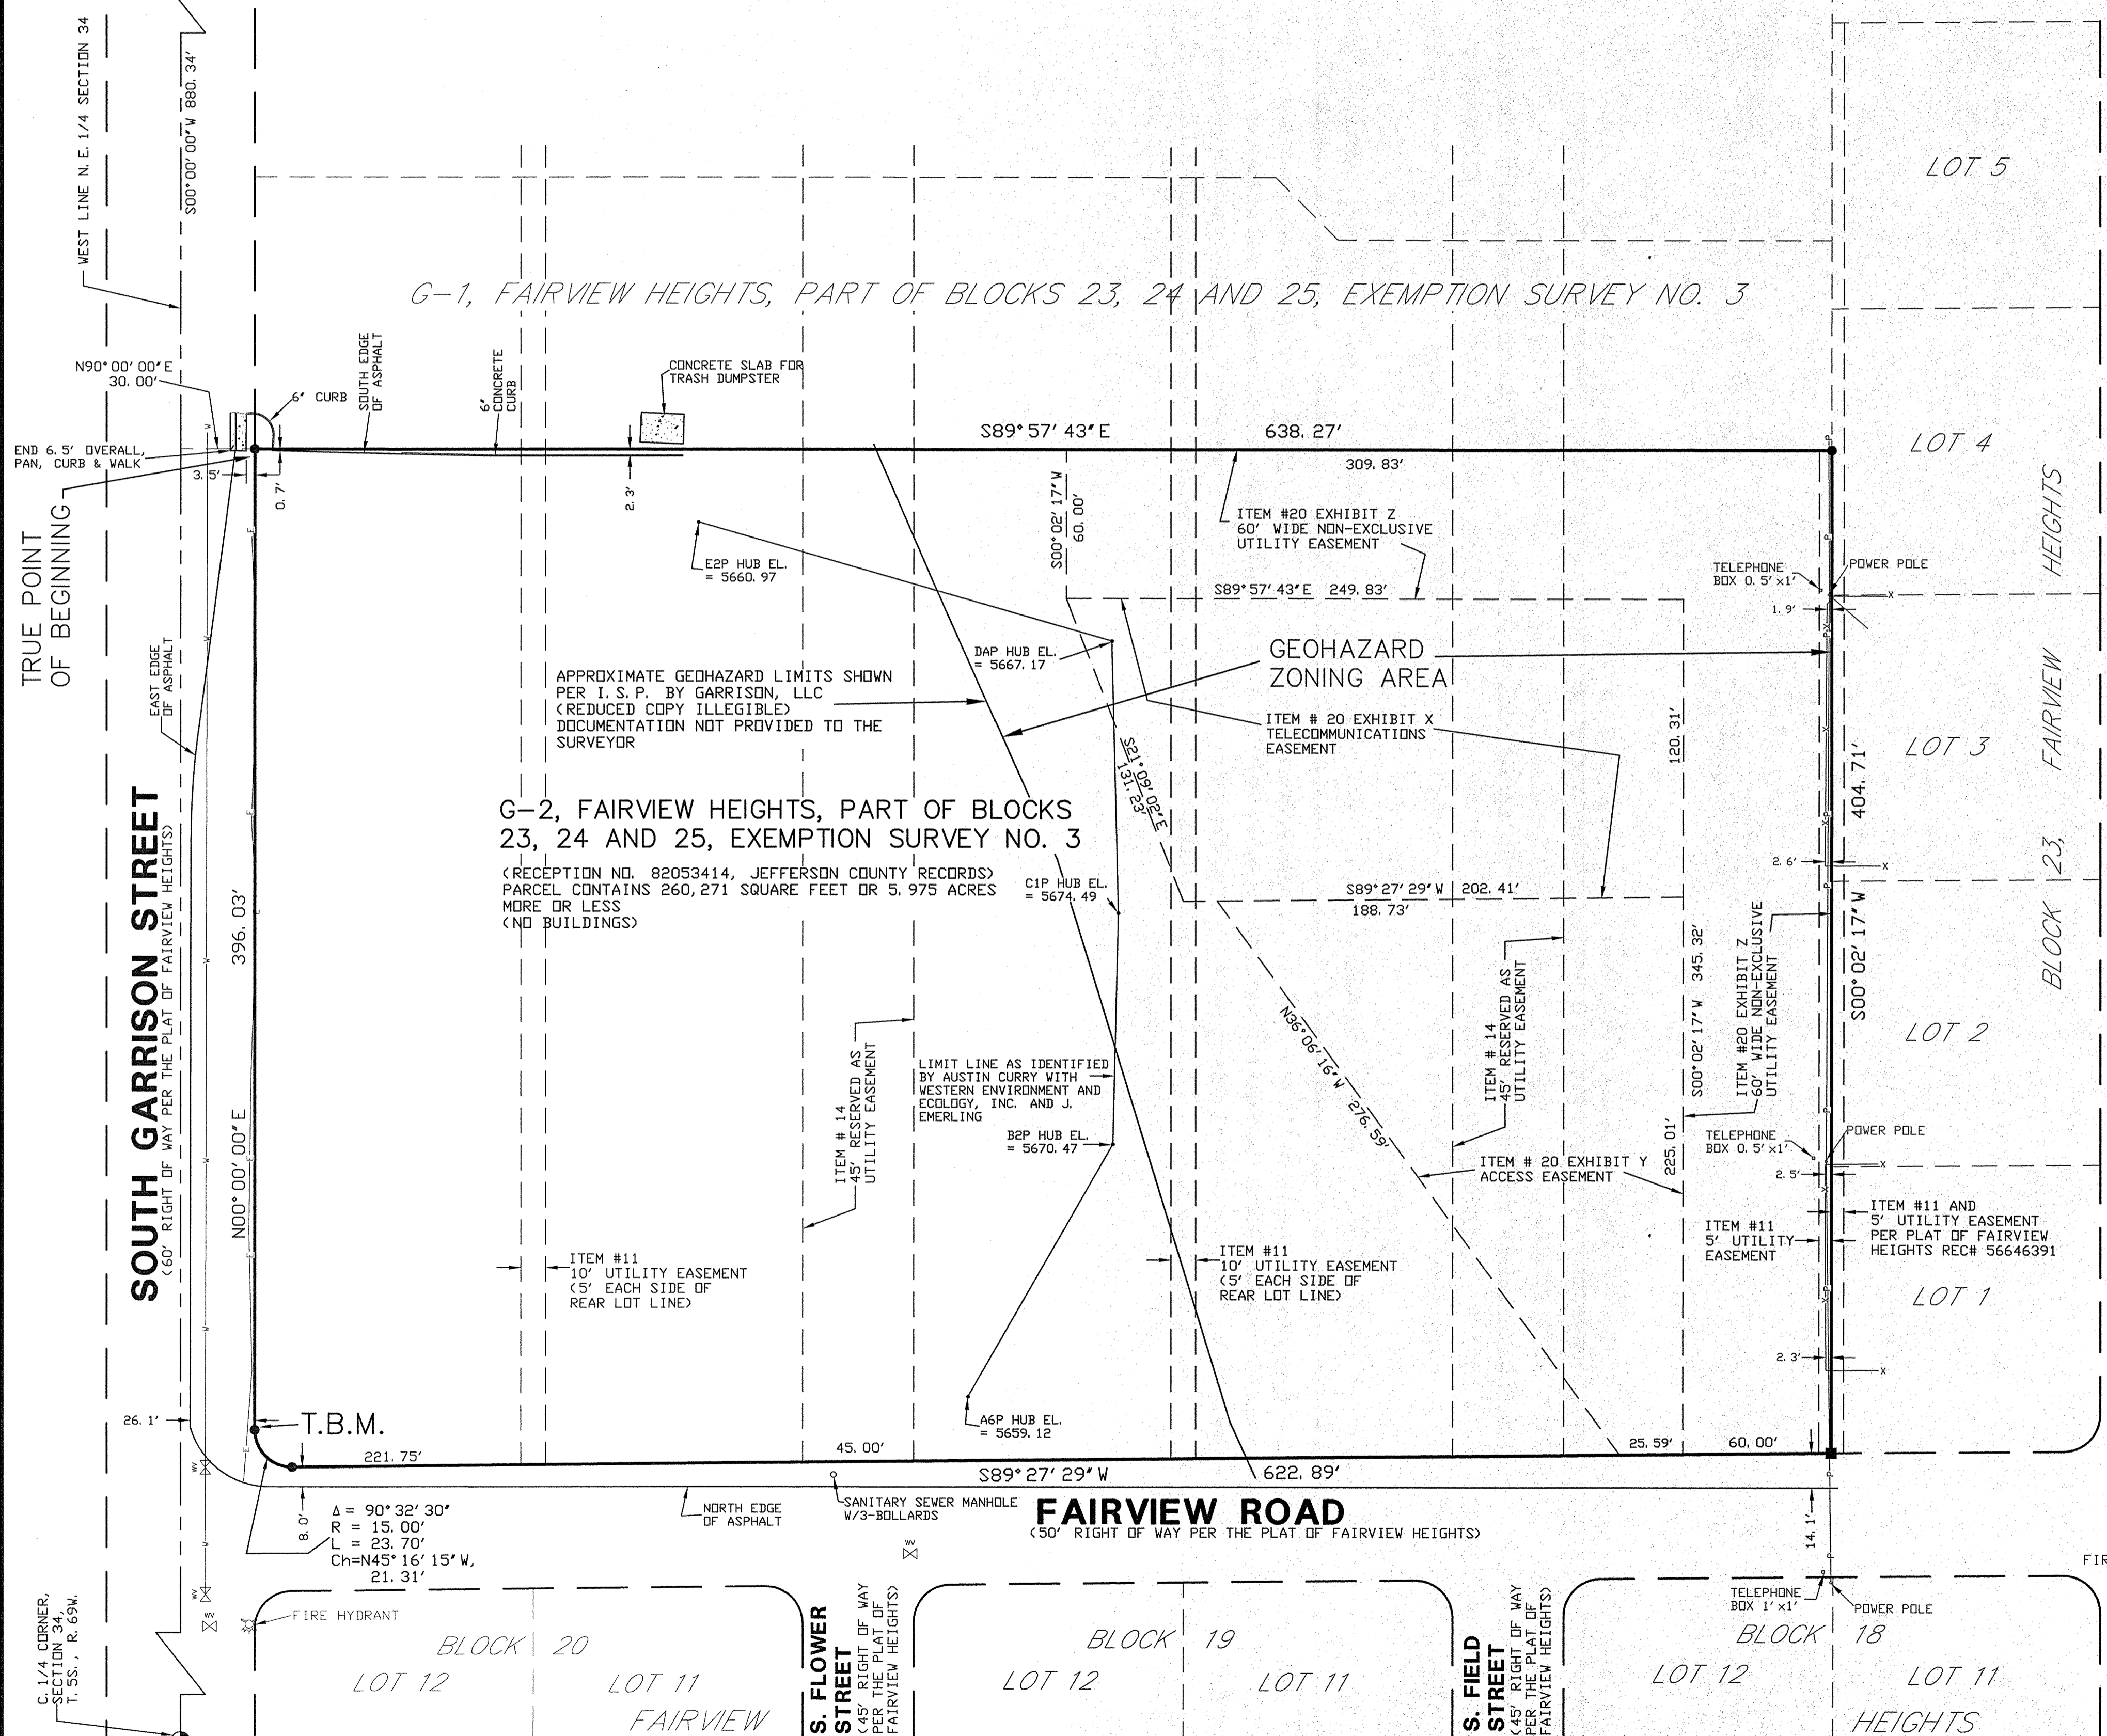 WEST LINE N.E. 1/4 SECTION 34
S00°00'00"W 880.34'
LOT 5
G-1, FAIRVIEW HEIGHTS, PART OF BLOCKS 23, 24 AND 25, EXEMPTION SURVEY NO. 3
N90°00'00"E
30.00'
6" CURB
SOUTH EDGE
OF ASPHALT
6"
CONCRETE
CURB
CONCRETE SLAB FOR
TRASH DUMPSTER
S89°57'43"E 638.27'
309.83'
LOT 4
END 6.5' OVERALL,
PAN, CURB & WALK
3.5'
0.7'
2.3'
TRUE POINT
OF BEGINNING
S00°02'17"W
60.00'
ITEM #20 EXHIBIT Z
60' WIDE NON-EXCLUSIVE
UTILITY EASEMENT
E2P HUB EL.
= 5660.97
S89°57'43"E 249.83'
TELEPHONE
BOX 0.5'x1'
POWER POLE
1.9'
DAP HUB EL.
= 5667.17
GEOHAZARD
ZONING AREA
EAST EDGE
OF ASPHALT
APPROXIMATE GEOHAZARD LIMITS SHOWN
PER I.S.P. BY GARRISON, LLC
(REDUCED COPY ILLEGIBLE)
DOCUMENTATION NOT PROVIDED TO THE
SURVEYOR
ITEM # 20 EXHIBIT X
TELECOMMUNICATIONS
EASEMENT
S21°09'02"E
131.23'
120.31'
LOT 3
404.71'
S00°02'17"W
BLOCK 23, FAIRVIEW HEIGHTS
G-2, FAIRVIEW HEIGHTS, PART OF BLOCKS
23, 24 AND 25, EXEMPTION SURVEY NO. 3
(RECEPTION NO. 82053414, JEFFERSON COUNTY RECORDS)
PARCEL CONTAINS 260,271 SQUARE FEET OR 5.975 ACRES
MORE OR LESS
(NO BUILDINGS)
C1P HUB EL.
= 5674.49
S89°27'29"W 202.41'
188.73'
2.6'
SOUTH GARRISON STREET
(60' RIGHT OF WAY PER THE PLAT OF FAIRVIEW HEIGHTS)
396.03'
N00°00'00"E
ITEM # 14
45' RESERVED AS
UTILITY EASEMENT
LIMIT LINE AS IDENTIFIED
BY AUSTIN CURRY WITH
WESTERN ENVIRONMENT AND
ECOLOGY, INC. AND J.
EMERLING
B2P HUB EL.
= 5670.47
N36°06'16"W 276.59'
ITEM # 14
45' RESERVED AS
UTILITY EASEMENT
S00°02'17"W 345.32'
225.01'
ITEM #20 EXHIBIT Z
60' WIDE NON-EXCLUSIVE
UTILITY EASEMENT
LOT 2
TELEPHONE
BOX 0.5'x1'
POWER POLE
2.5'
ITEM # 20 EXHIBIT Y
ACCESS EASEMENT
ITEM #11
10' UTILITY EASEMENT
(5' EACH SIDE OF
REAR LOT LINE)
ITEM #11
10' UTILITY EASEMENT
(5' EACH SIDE OF
REAR LOT LINE)
ITEM #11
5' UTILITY
EASEMENT
ITEM #11 AND
5' UTILITY EASEMENT
PER PLAT OF FAIRVIEW
HEIGHTS REC# 56646391
LOT 1
2.3'
26.1'
T.B.M.
A6P HUB EL.
= 5659.12
221.75'
45.00'
25.59'
60.00'
S89°27'29"W 622.89'
8.0'
Δ = 90°32'30"
R = 15.00'
L = 23.70'
Ch=N45°16'15"W,
21.31'
NORTH EDGE
OF ASPHALT
SANITARY SEWER MANHOLE
W/3-BOLLARDS
FAIRVIEW ROAD
(50' RIGHT OF WAY PER THE PLAT OF FAIRVIEW HEIGHTS)
14.1'
WV
WV
WV
WV
FIR
C. 1/4 CORNER,
SECTION 34,
T.5S., R.69W.
FIRE HYDRANT
BLOCK 20
LOT 12
LOT 11
FAIRVIEW
S. FLOWER
STREET
(45' RIGHT OF WAY
PER THE PLAT OF
FAIRVIEW HEIGHTS)
BLOCK 19
LOT 12
LOT 11
S. FIELD
STREET
(45' RIGHT OF WAY
PER THE PLAT OF
FAIRVIEW HEIGHTS)
TELEPHONE
BOX 1'x1'
POWER POLE
BLOCK 18
LOT 12
LOT 11
HEIGHTS